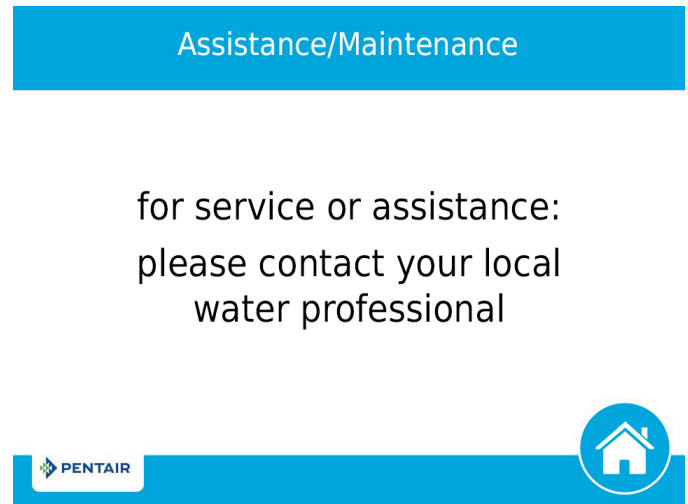 Assistance/Maintenance
for service or assistance:
please contact your local
water professional
PENTAIR